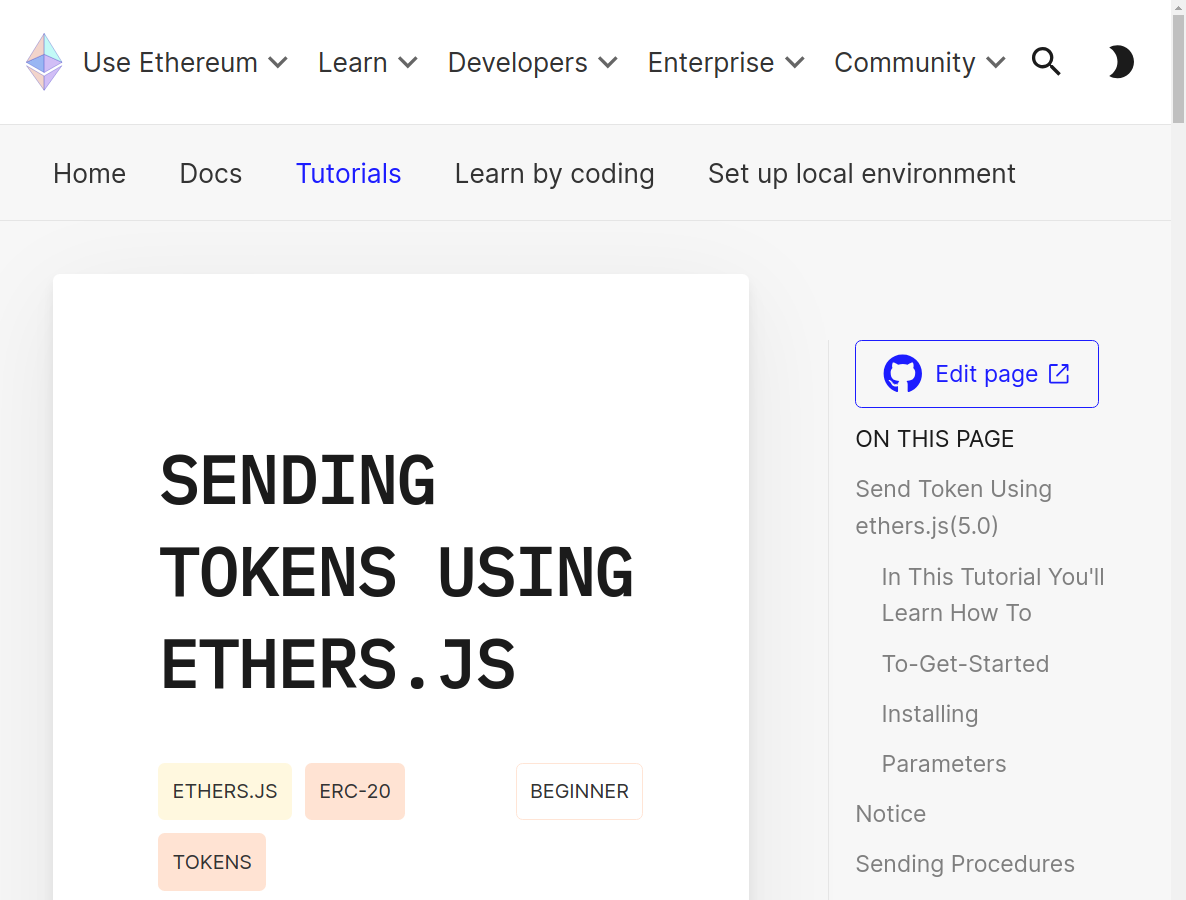 Use Ethereum Learn Developers Enterprise Community
Home Docs Tutorials Learn by coding Set up local environment
SENDING
TOKENS USING
ETHERS.JS
ETHERS.JS ERC-20 BEGINNER
TOKENS
Edit page
ON THIS PAGE
Send Token Using
ethers.js(5.0)
In This Tutorial You'll
Learn How To
To-Get-Started
Installing
Parameters
Notice
Sending Procedures